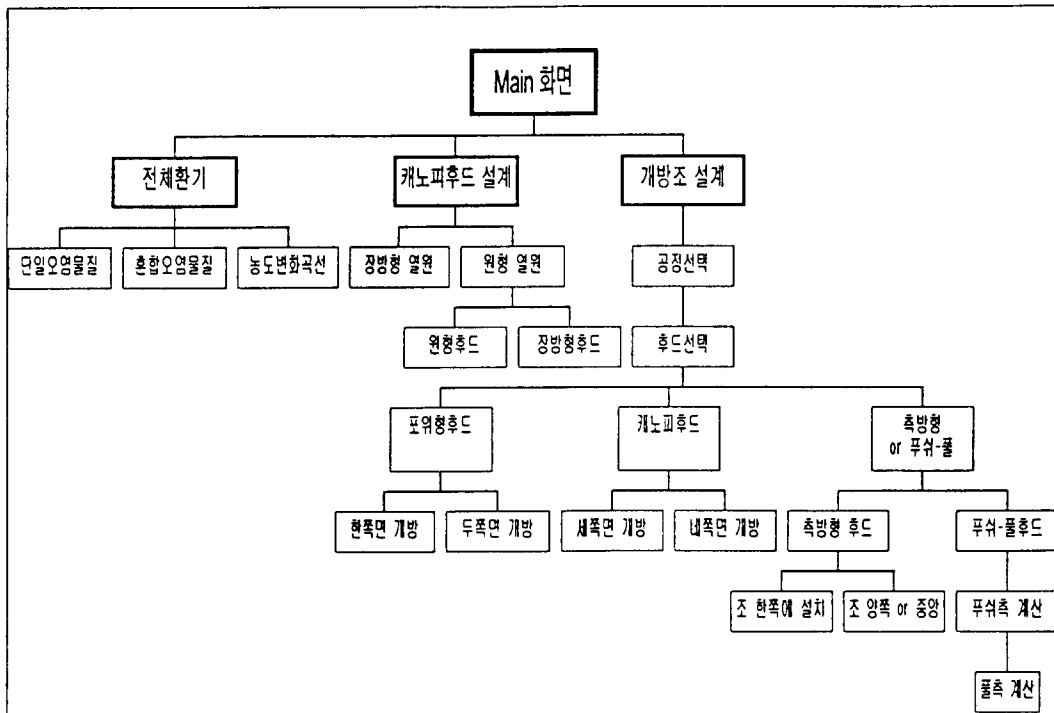 Main 화면
전체환기
캐노피후드 설계
개방조 설계
단일오염물질
혼합오염물질
농도변화곡선
장방형 열원
원형 열원
공정선택
원형후드
장방형후드
후드선택
포위형후드
캐노피후드
측방형
or 푸쉬-풀
한쪽면 개방
두쪽면 개방
세쪽면 개방
네쪽면 개방
측방형 후드
푸쉬-풀후드
조 한쪽에 설치
조 양쪽 or 중앙
푸쉬측 계산
풀측 계산